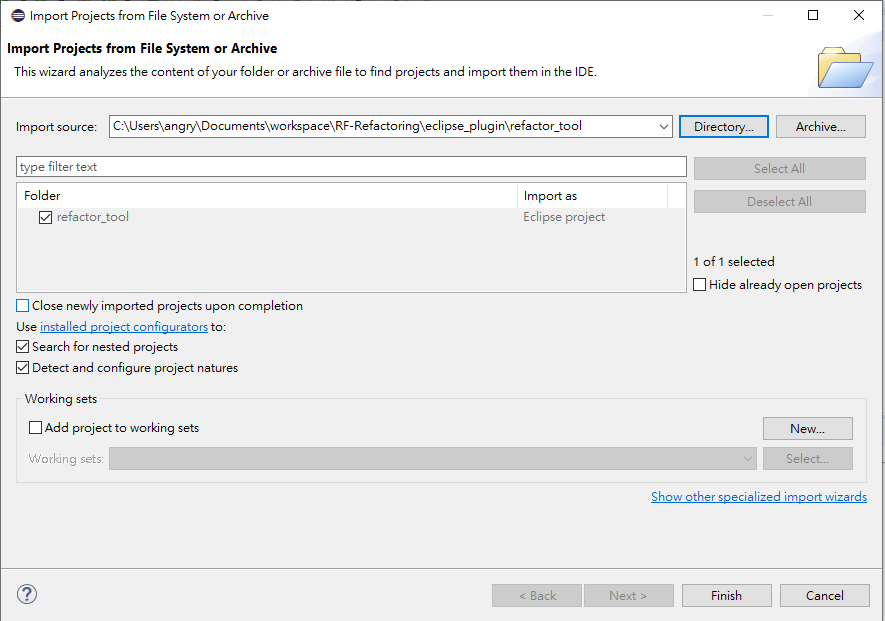 Import Projects from File System or Archive
Import Projects from File System or Archive
This wizard analyzes the content of your folder or archive file to find projects and import them in the IDE.
Import source: C:\Users\angry\Documents\workspace\RF-Refactoring\eclipse_plugin\refactor_tool Directory... Archive...
type filter text Select All
Folder Import as Deselect All
refactor_tool Eclipse project
1 of 1 selected
Hide already open projects
Close newly imported projects upon completion
Use installed project configurators to:
Search for nested projects
Detect and configure project natures
Working sets
Add project to working sets New...
Working sets: Select...
Show other specialized import wizards
? < Back Next > Finish Cancel